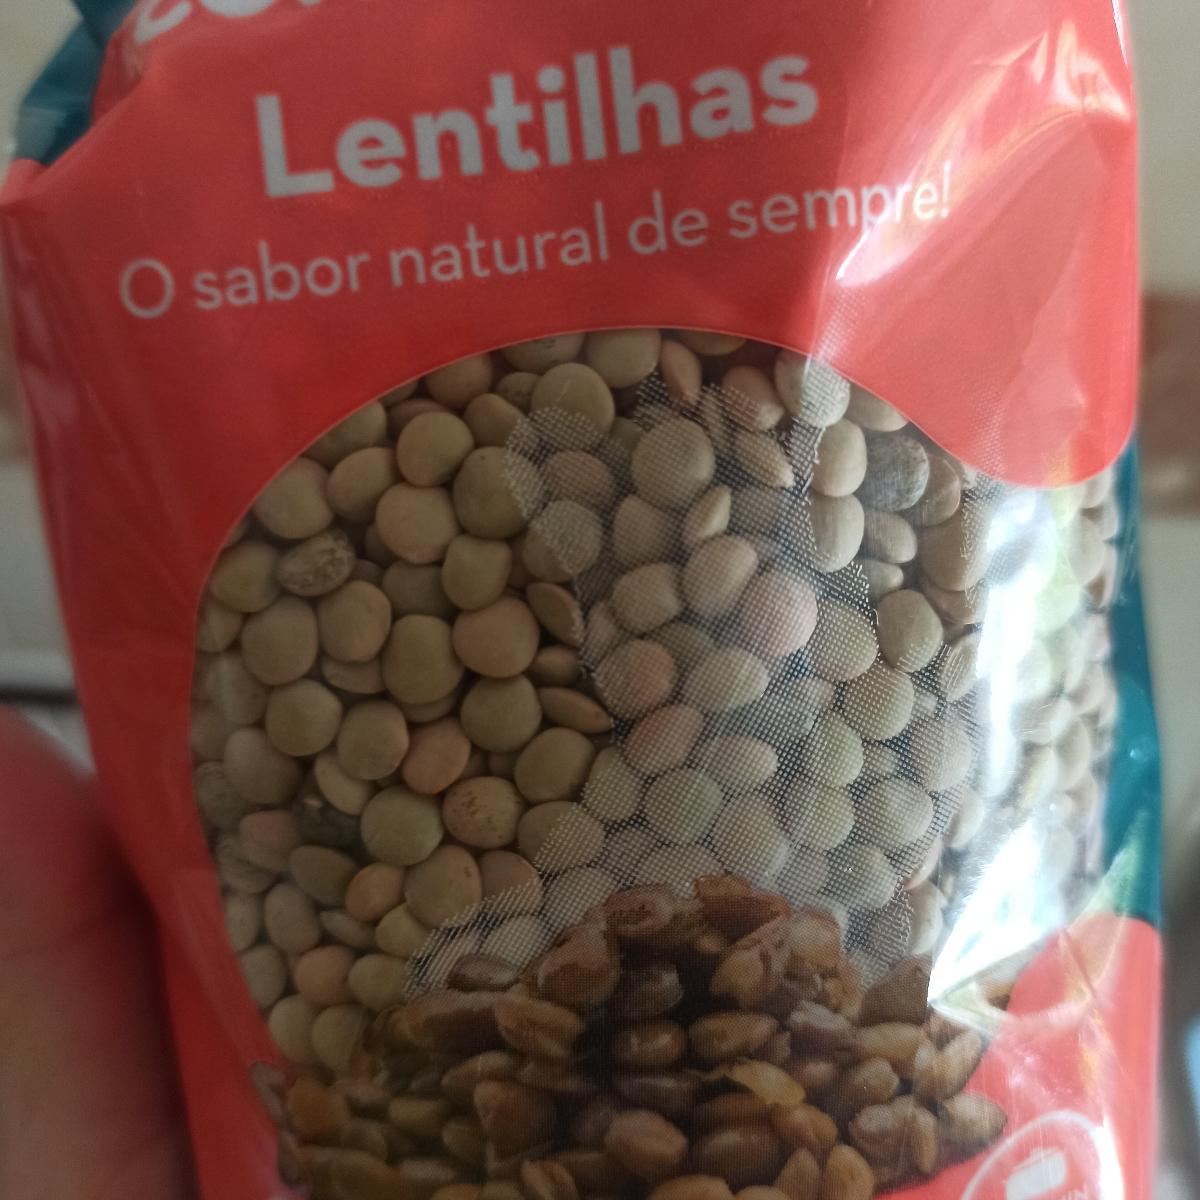 Lentilhas
O sabor natural de sempre!